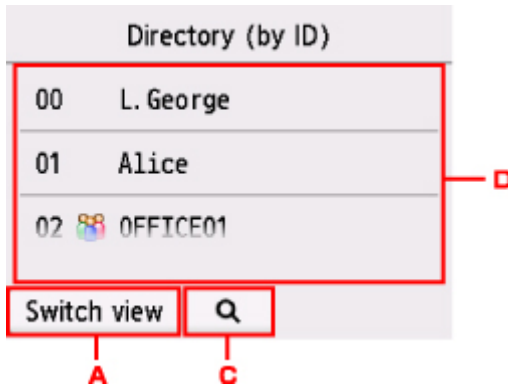 Directory (by ID)
00 L.George
01 Alice
D
02 OFFICE01
Switch view
A C